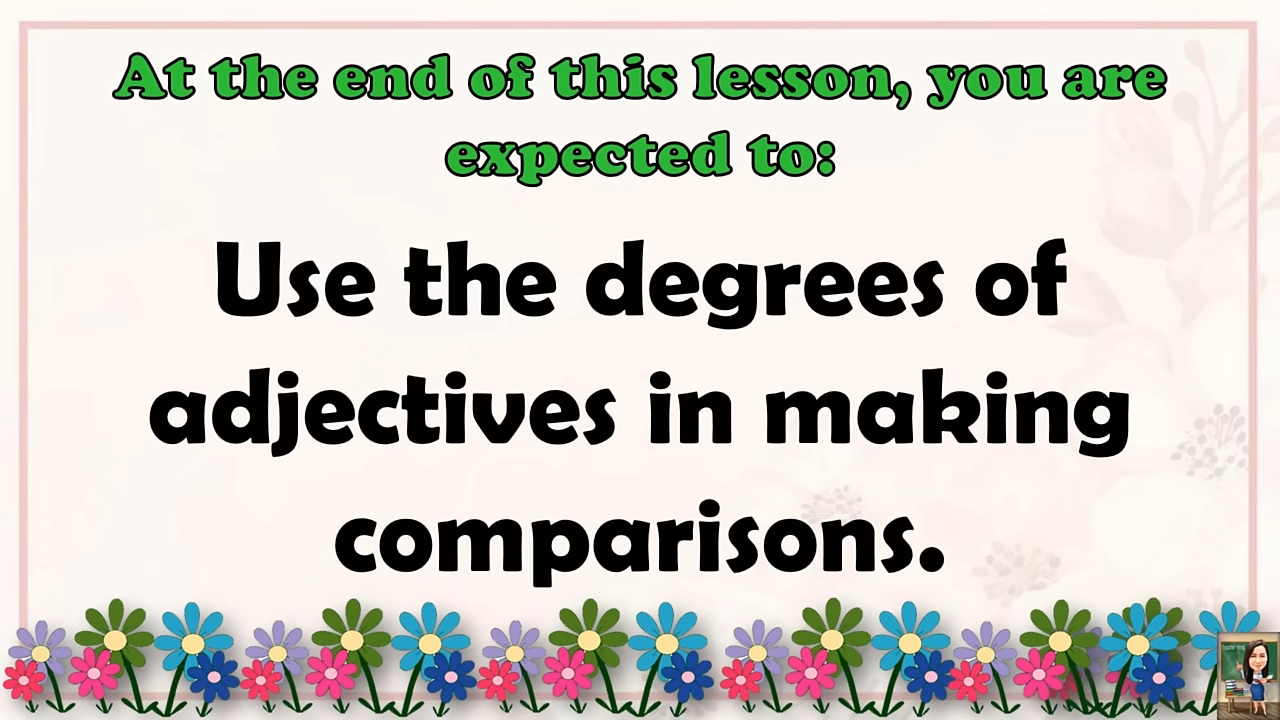 At the end of this lesson, you are
expected to:
Use the degrees of
adjectives in making
comparisons.